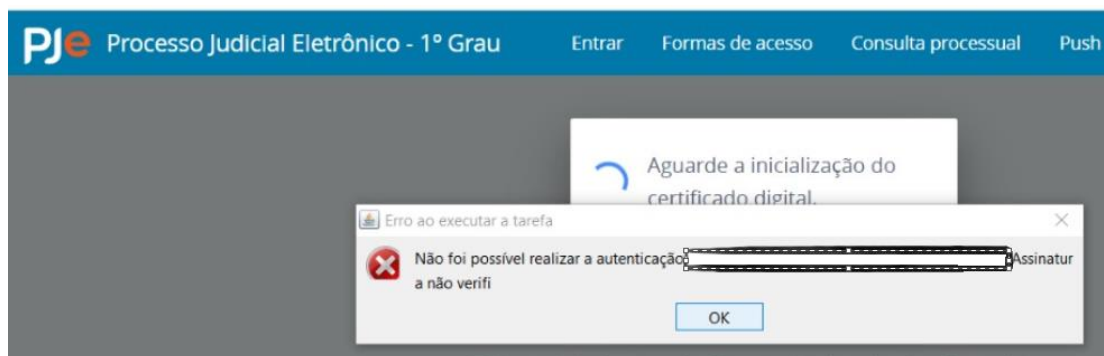 PJe Processo Judicial Eletrônico - 1º Grau Entrar Formas de acesso Consulta processual Push
Aguarde a inicialização do
certificado digital.
Erro ao executar a tarefa
Não foi possível realizar a autenticação Assinatur
a não verifi
OK